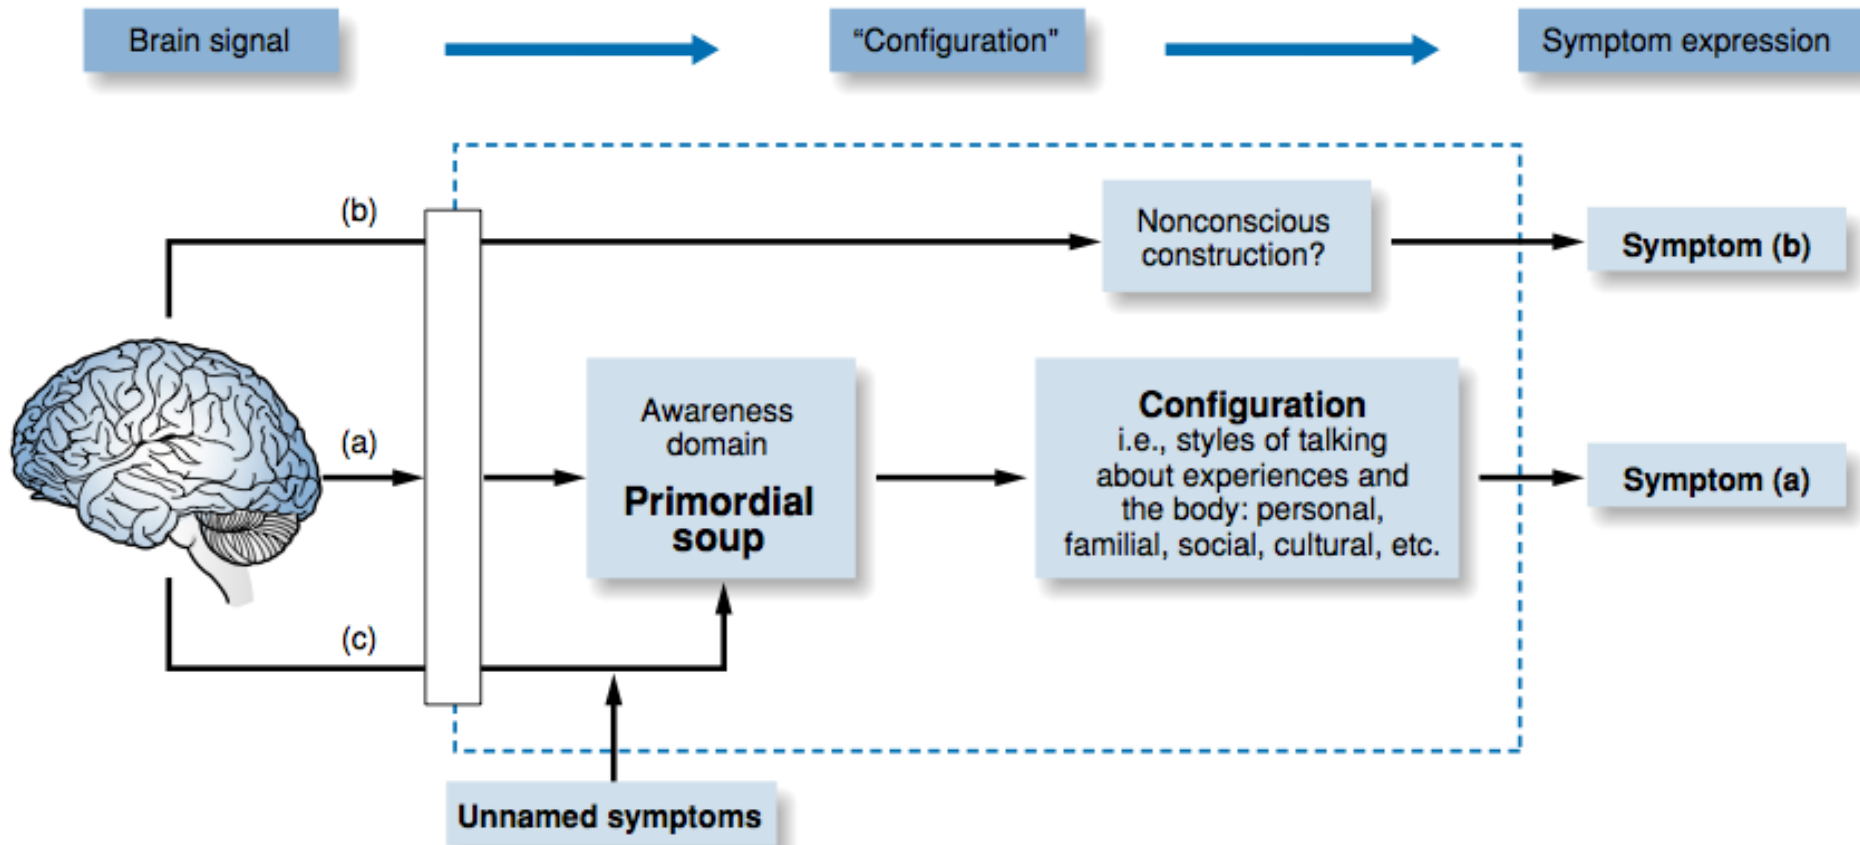 Brain signal
“Configuration"
Symptom expression
(b)
Nonconscious
construction?
Symptom (b)
(a)
Awareness
domain
Primordial
soup
Configuration
i.e., styles of talking
about experiences and
the body: personal,
familial, social, cultural, etc.
Symptom (a)
(c)
Unnamed symptoms